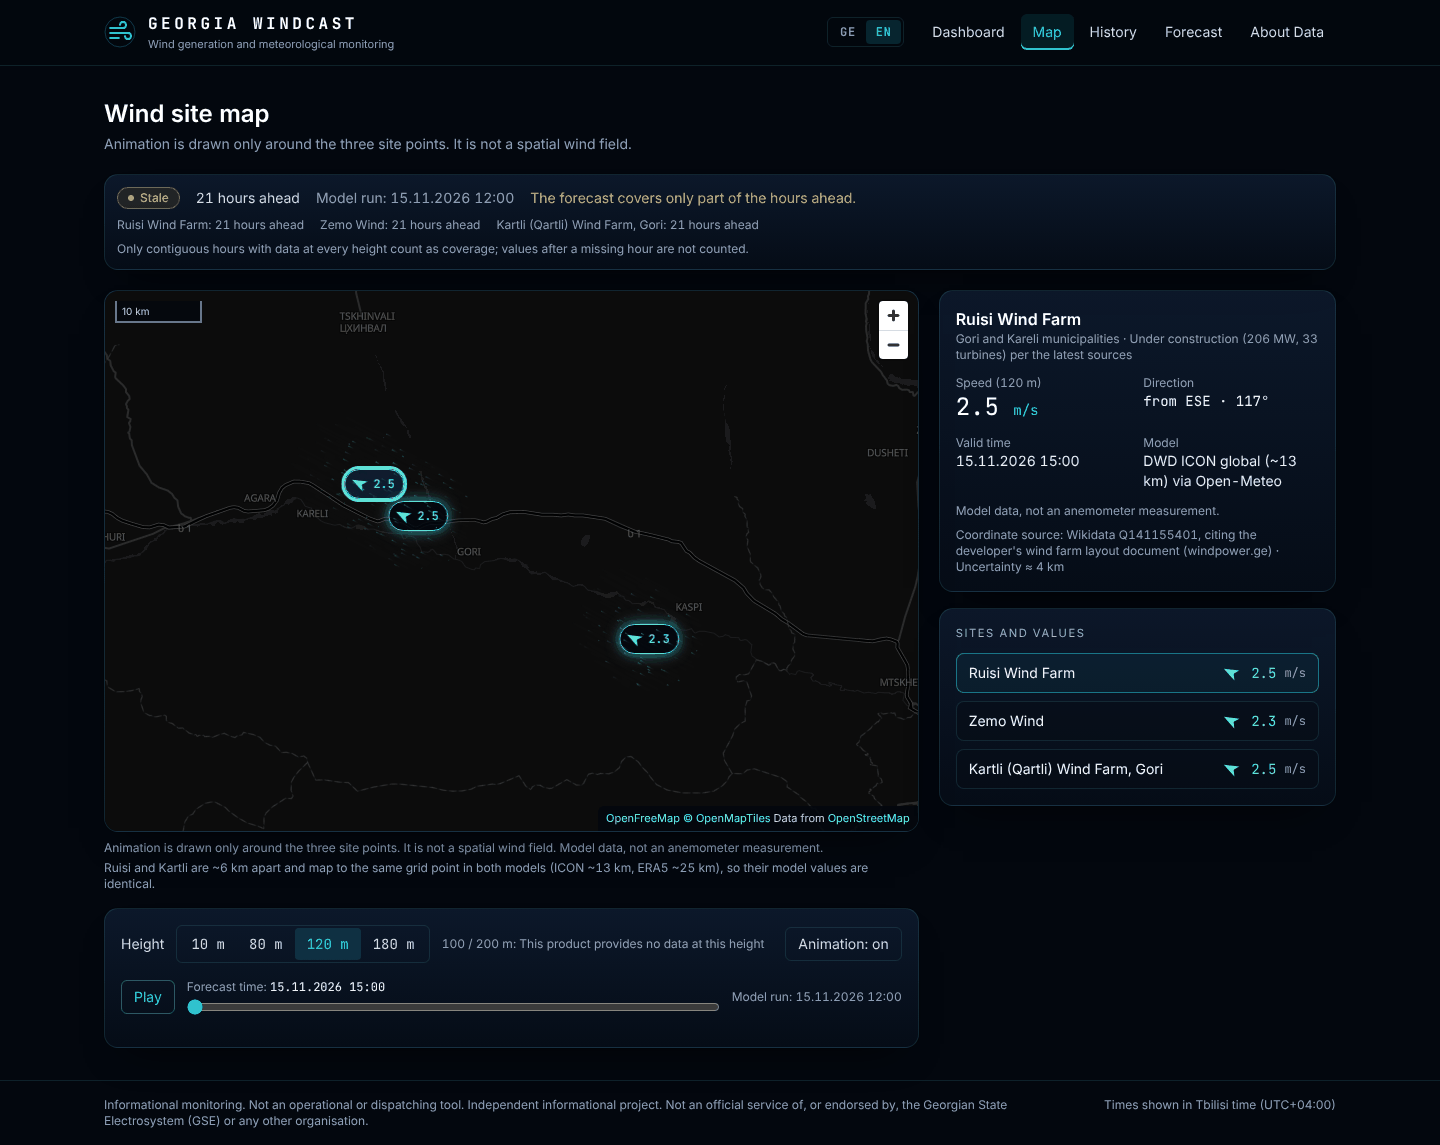 GEORGIA WINDCAST
Wind generation and meteorological monitoring
GE EN
Dashboard Map History Forecast About Data
Wind site map
Animation is drawn only around the three site points. It is not a spatial wind field.
Stale 21 hours ahead Model run: 15.11.2026 12:00 The forecast covers only part of the hours ahead.
Ruisi Wind Farm: 21 hours ahead Zemo Wind: 21 hours ahead Kartli (Qartli) Wind Farm, Gori: 21 hours ahead
Only contiguous hours with data at every height count as coverage; values after a missing hour are not counted.
10 km
TSKHINVALI
ЦХИНВАЛ
+
−
DUSHETI
2.5
AGARA
KARELI
2.5
HURI
GORI
KASPI
2.3
MTSKHE
OpenFreeMap © OpenMapTiles Data from OpenStreetMap
Animation is drawn only around the three site points. It is not a spatial wind field. Model data, not an anemometer measurement.
Ruisi and Kartli are ~6 km apart and map to the same grid point in both models (ICON ~13 km, ERA5 ~25 km), so their model values are
identical.
Ruisi Wind Farm
Gori and Kareli municipalities · Under construction (206 MW, 33
turbines) per the latest sources
Speed (120 m) Direction
2.5 m/s from ESE · 117°
Valid time Model
15.11.2026 15:00 DWD ICON global (~13
km) via Open-Meteo
Model data, not an anemometer measurement.
Coordinate source: Wikidata Q141155401, citing the
developer's wind farm layout document (windpower.ge) ·
Uncertainty ≈ 4 km
SITES AND VALUES
Ruisi Wind Farm 2.5 m/s
Zemo Wind 2.3 m/s
Kartli (Qartli) Wind Farm, Gori 2.5 m/s
Height 10 m 80 m 120 m 180 m 100 / 200 m: This product provides no data at this height Animation: on
Play Forecast time: 15.11.2026 15:00 Model run: 15.11.2026 12:00
Informational monitoring. Not an operational or dispatching tool. Independent informational project. Not an official service of, or endorsed by, the Georgian State
Electrosystem (GSE) or any other organisation.
Times shown in Tbilisi time (UTC+04:00)